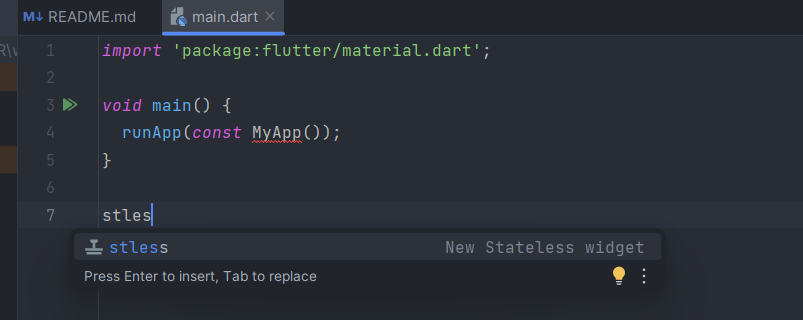 README.md
main.dart
R\w
1 import 'package:flutter/material.dart';
2
3 void main() {
4 runApp(const MyApp());
5 }
6
7 stles
stless New Stateless widget
Press Enter to insert, Tab to replace